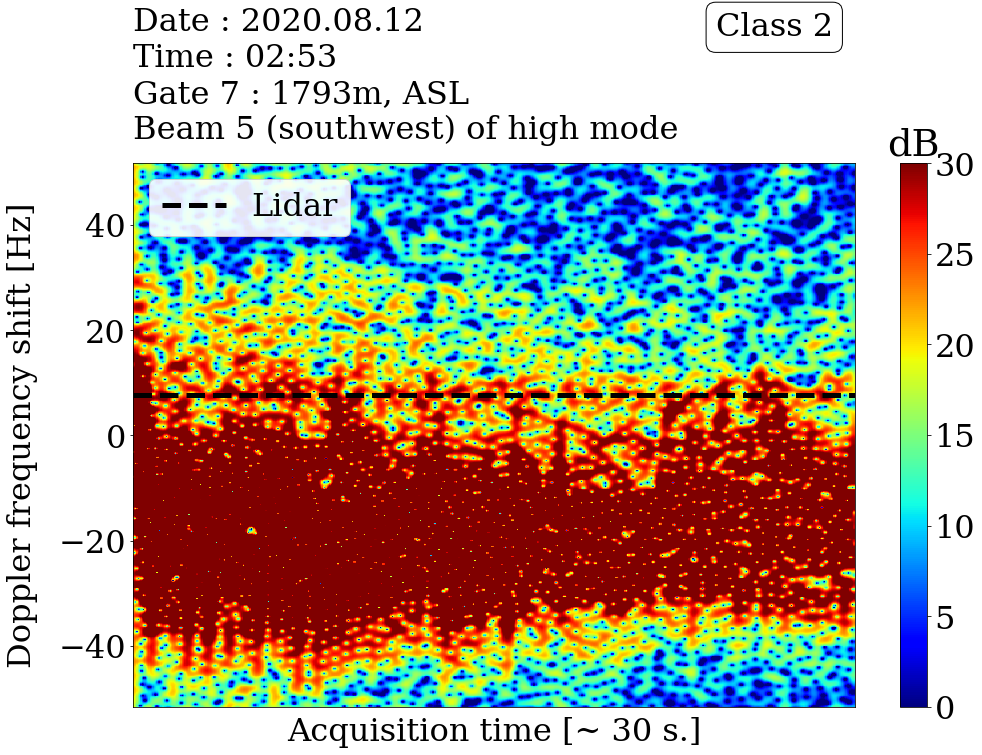 Date : 2020.08.12
Time : 02:53
Gate 7 : 1793m, ASL
Beam 5 (southwest) of high mode
Class 2
dB
Lidar
40
20
0
−20
−40
Doppler frequency shift [Hz]
Acquisition time [~ 30 s.]
30
25
20
15
10
5
0